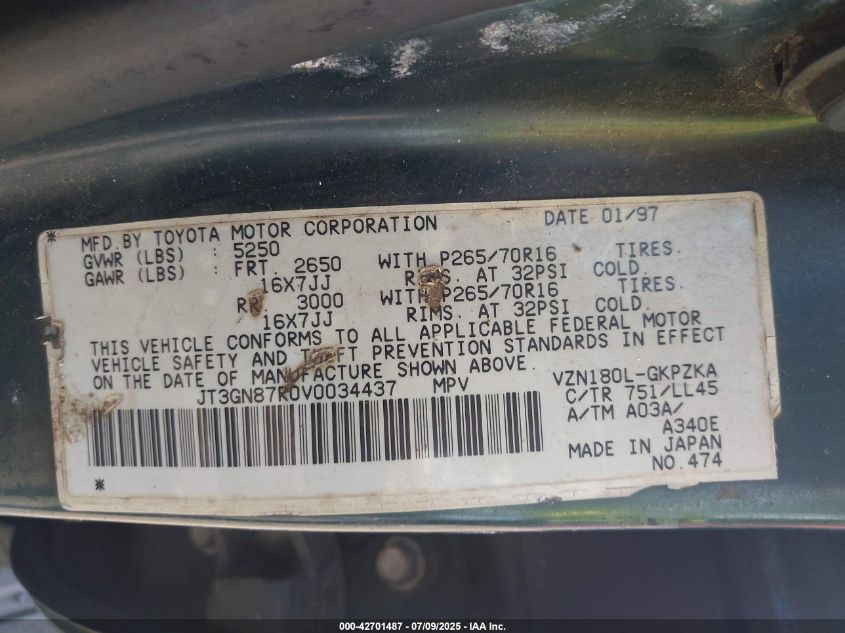 * MFD.BY TOYOTA MOTOR CORPORATION DATE 01/97
GVWR (LBS) : 5250
GAWR (LBS) : FRT. 2650 WITH P265/70R16 TIRES.
16X7JJ RIMS. AT 32PSI COLD.
RR. 3000 WITH P265/70R16 TIRES.
16X7JJ RIMS. AT 32PSI COLD.
THIS VEHICLE CONFORMS TO ALL APPLICABLE FEDERAL MOTOR
VEHICLE SAFETY AND THEFT PREVENTION STANDARDS IN EFFECT
ON THE DATE OF MANUFACTURE SHOWN ABOVE.
JT3GN87R0V0034437 MPV VZN180L-GKPZKA
C/TR 751/LL45
A/TM A03A/
A340E
MADE IN JAPAN
* NO.474
000-42701487 - 07/09/2025 - IAA Inc.